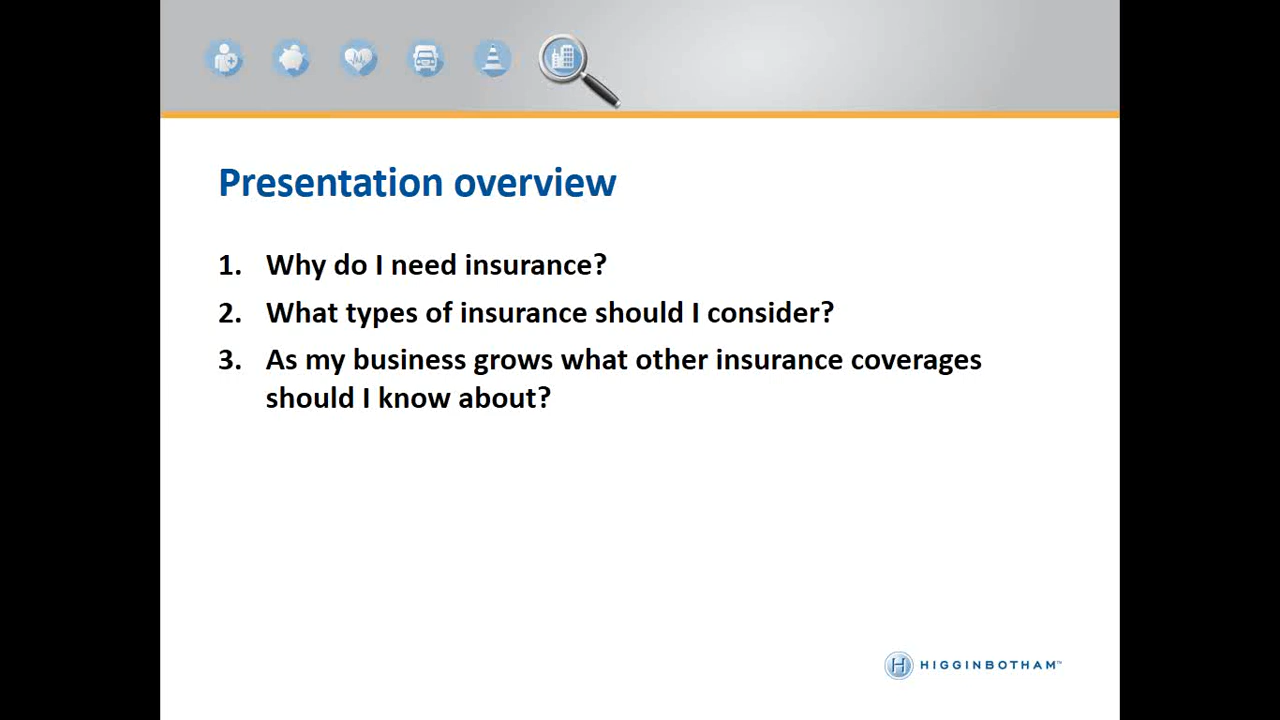 Presentation overview
1. Why do I need insurance?
2. What types of insurance should I consider?
3. As my business grows what other insurance coverages
should I know about?
H HIGGINBOTHAM™